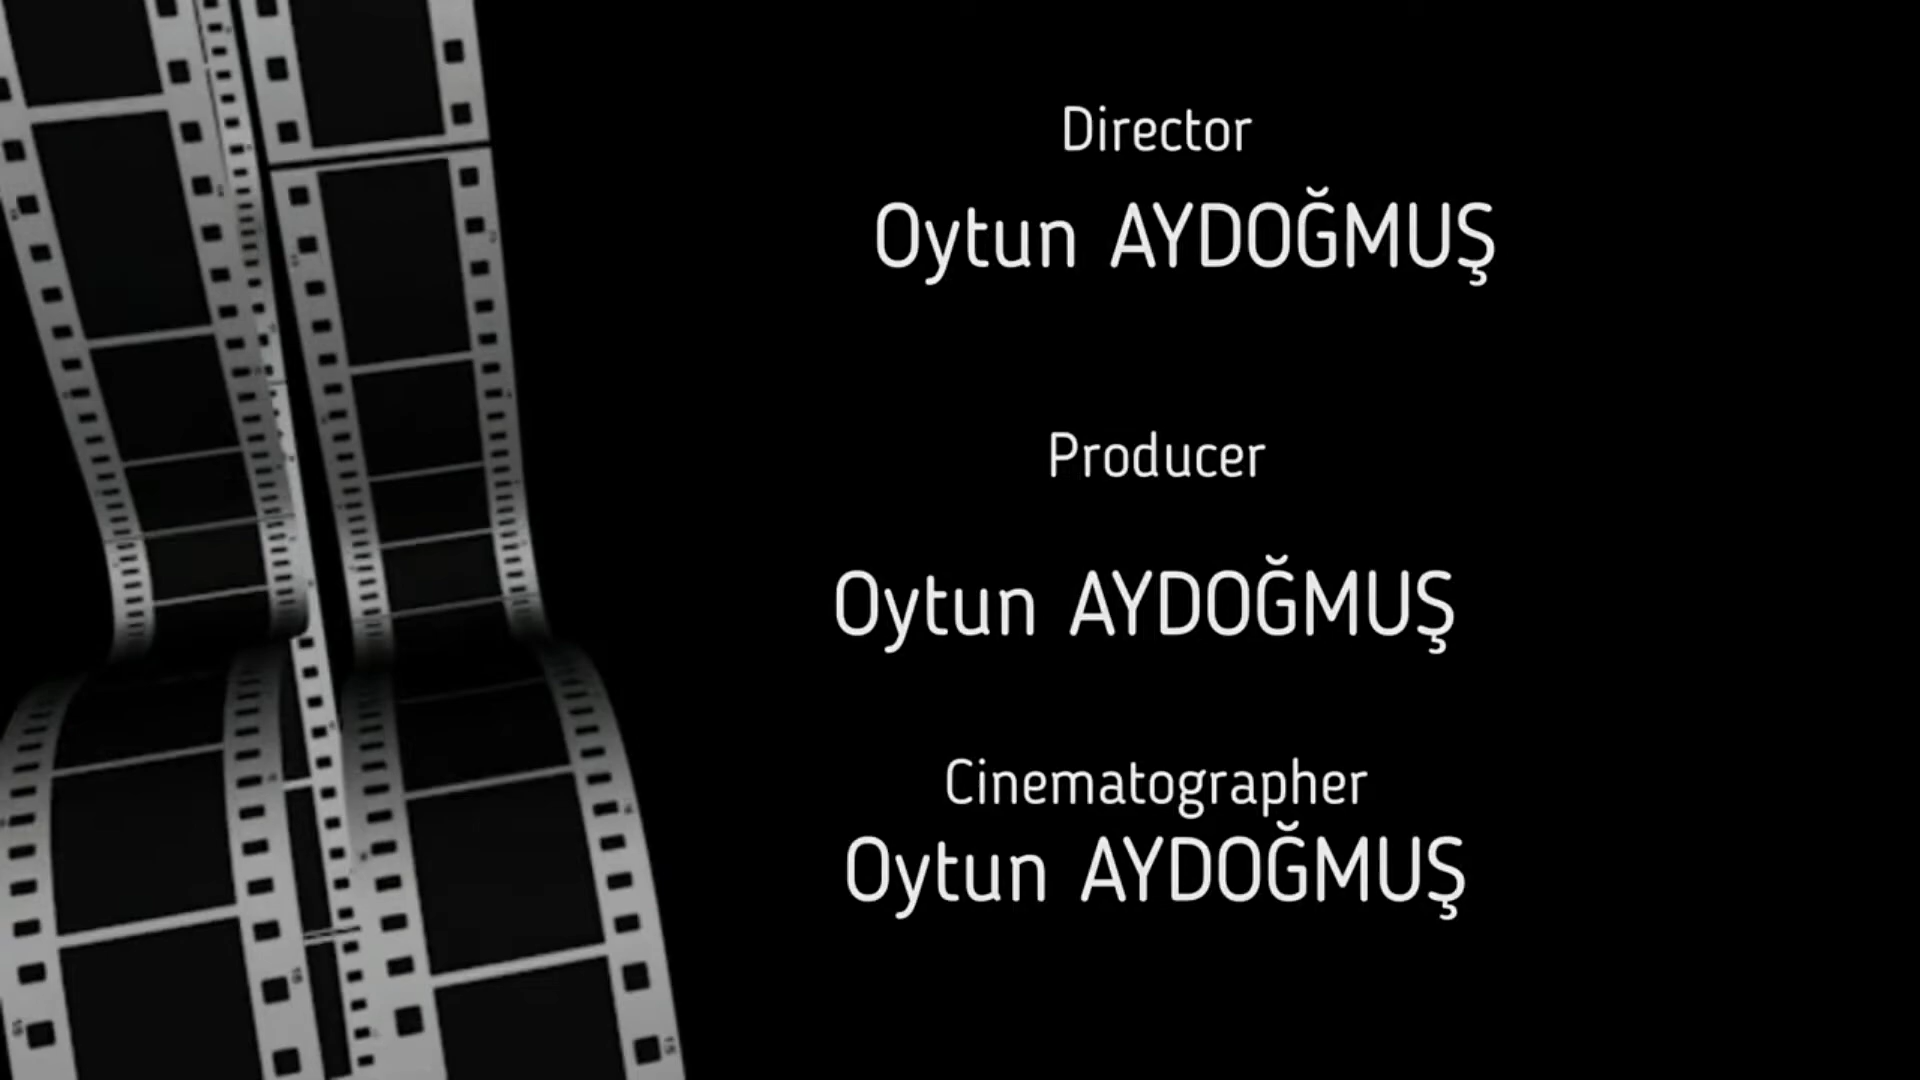 Director
Oytun AYDOĞMUŞ
Producer
Oytun AYDOĞMUŞ
Cinematographer
Oytun AYDOĞMUŞ